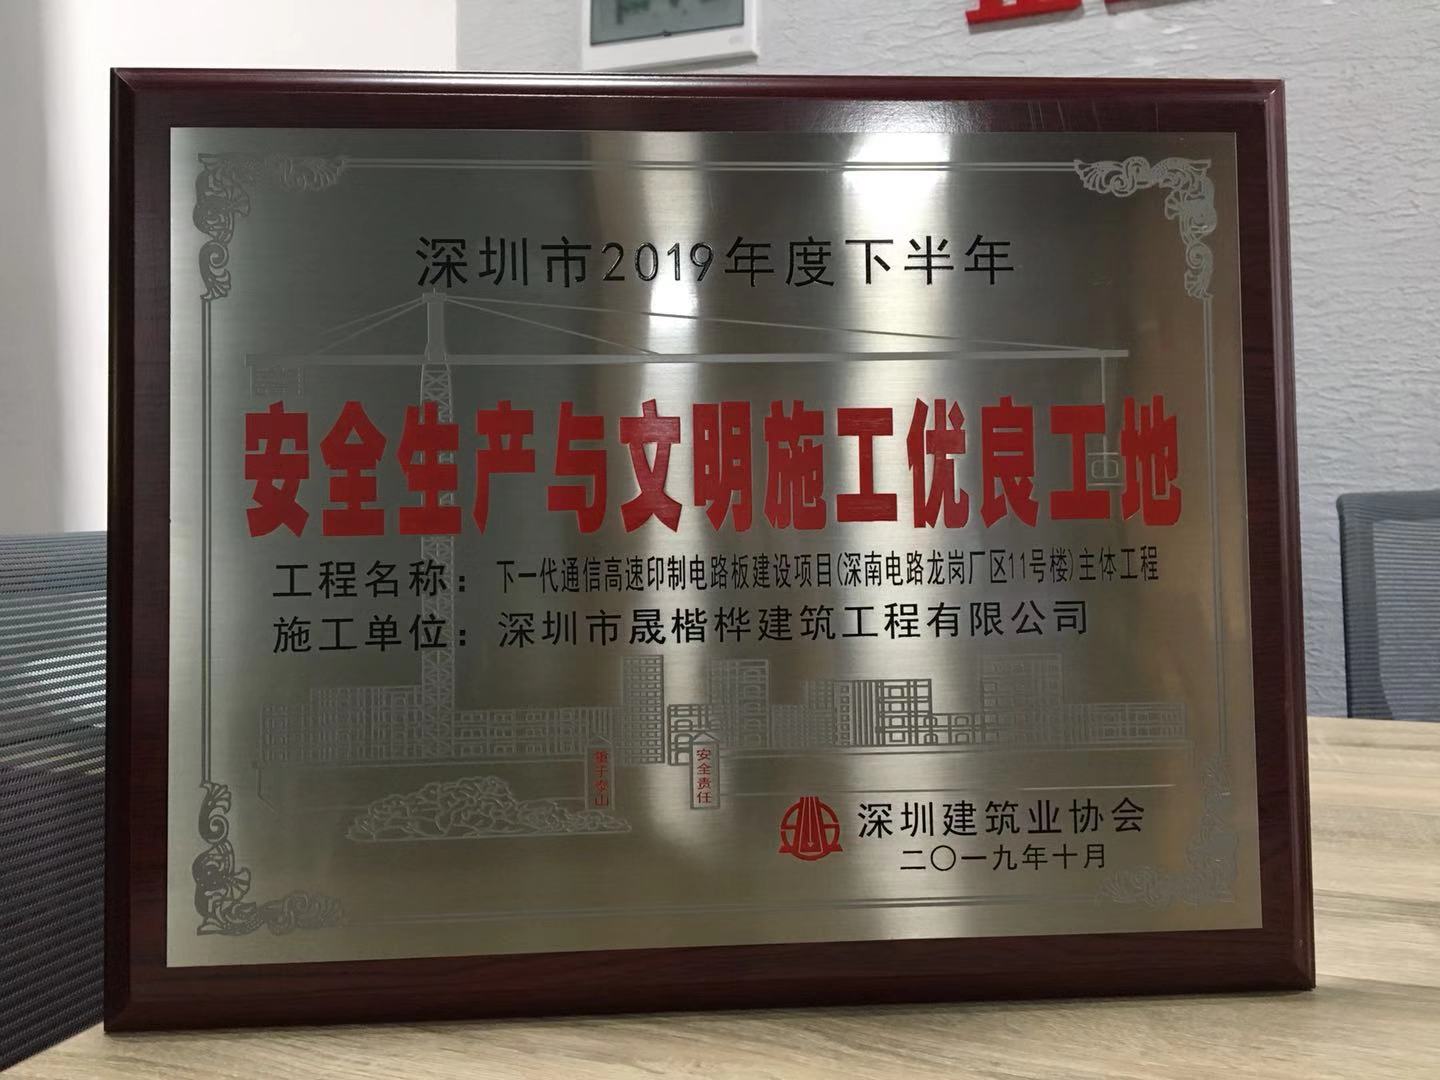 深圳市2019年度下半年
安全生产与文明施工优良工地
工程名称：下一代通信高速印制电路板建设项目(深南电路龙岗厂区11号楼)主体工程
施工单位：深圳市晟楷桦建筑工程有限公司
重于泰山
安全责任
深圳建筑业协会
二〇一九年十月